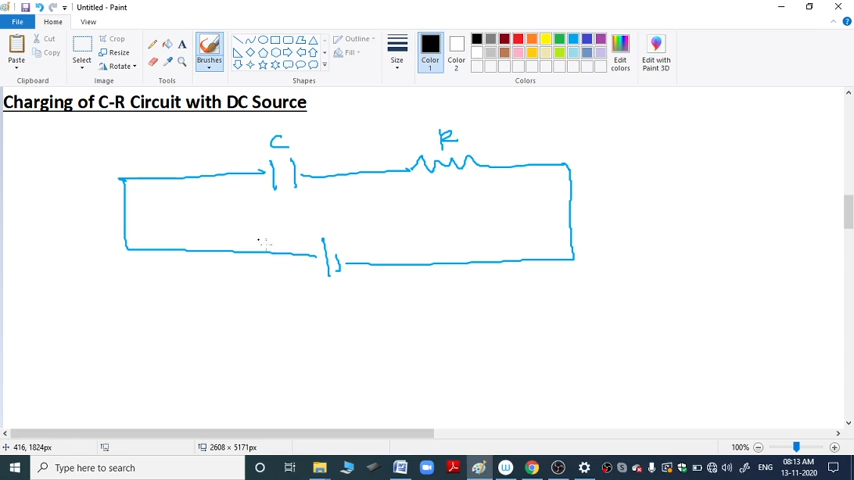 Untitled - Paint
File Home View
Paste
Cut
Copy
Clipboard
Select
Crop
Resize
Rotate
Image
A
Tools
Brushes
Shapes
Outline
Fill
Size
Color 1
Color 2
Edit colors
Colors
Edit with Paint 3D
Charging of C-R Circuit with DC Source
C
R
416, 1824px
2608 × 5171px
100%
Type here to search
ENG
08:13 AM
13-11-2020